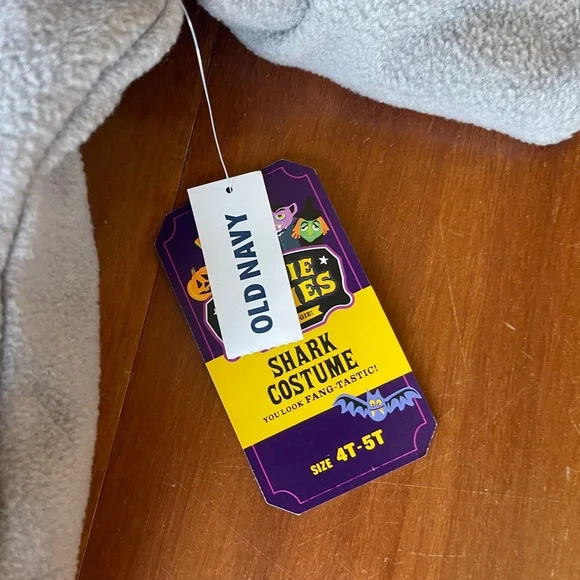 OLD NAVY
SHARK
COSTUME
YOU LOOK FANG-TASTIC!
SIZE 4T-5T